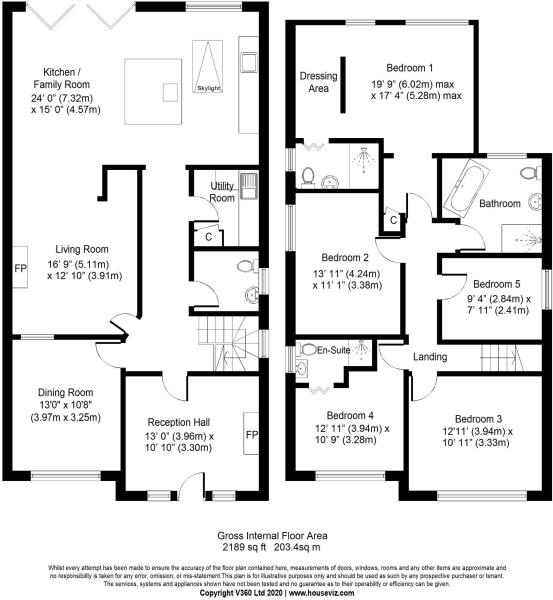 Kitchen /
Family Room
24' 0" (7.32m)
x 15' 0" (4.57m)
Skylight
Utility
Room
C
Living Room
16' 9" (5.11m)
x 12' 10" (3.91m)
FP
Dining Room
13'0" x 10'8"
(3.97m x 3.25m)
Reception Hall
13' 0" (3.96m) x
10' 10" (3.30m)
FP
Dressing
Area
Bedroom 1
19' 9" (6.02m) max
x 17' 4" (5.28m) max
C
Bathroom
Bedroom 2
13' 11" (4.24m)
x 11' 1" (3.38m)
Bedroom 5
9' 4" (2.84m) x
7' 11" (2.41m)
En-Suite
Landing
Bedroom 4
12' 11" (3.94m) x
10' 9" (3.28m)
Bedroom 3
12'11' (3.94m) x
10' 11" (3.33m)
Gross Internal Floor Area
2189 sq ft 203.4sq m
Whilst every attempt has been made to ensure the accuracy of the floor plan contained here, measurements of doors, windows, rooms and any other items are approximate and
no responsibility is taken for any error, omission, or mis-statement.This plan is for illustrative purposes only and should be used as such by any prospective purchaser or tenant.
The services, systems and appliances shown have not been tested and no guarantee as to their operability or efficiency can be given.
Copyright V360 Ltd 2020 | www.houseviz.com